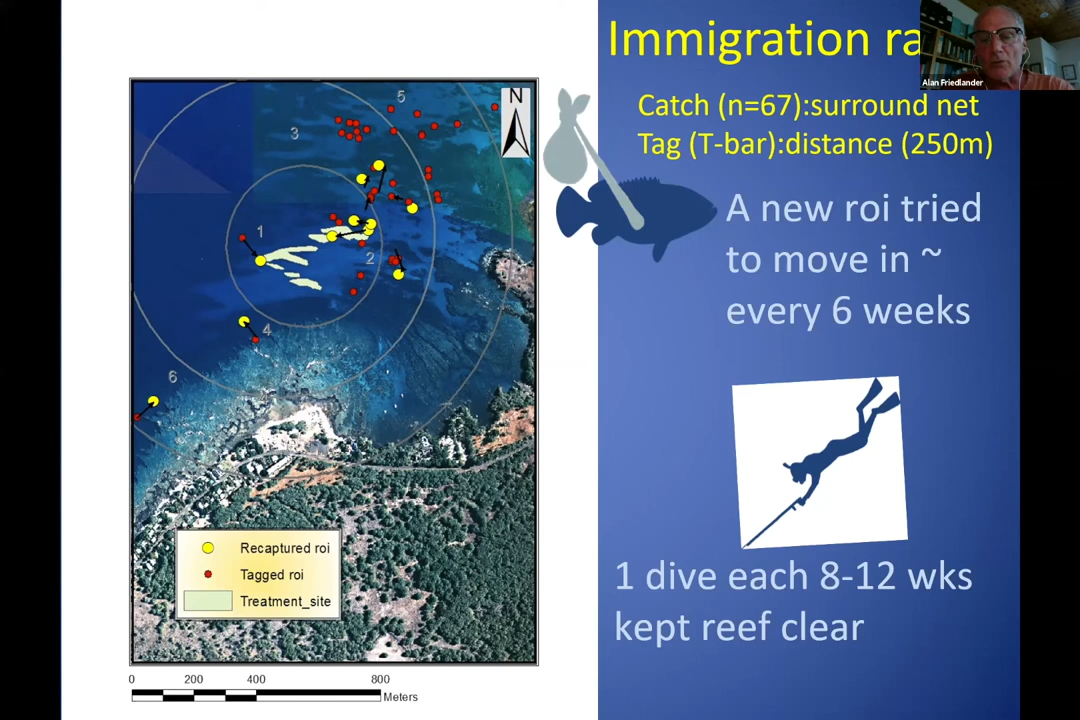 Immigration ra
Alan Friedlander
Catch (n=67):surround net
Tag (T-bar):distance (250m)
A new roi tried
to move in ~
every 6 weeks
1 dive each 8-12 wks
kept reef clear
N
5
3
1
2
4
6
Recaptured roi
Tagged roi
Treatment_site
0 200 400 800
Meters